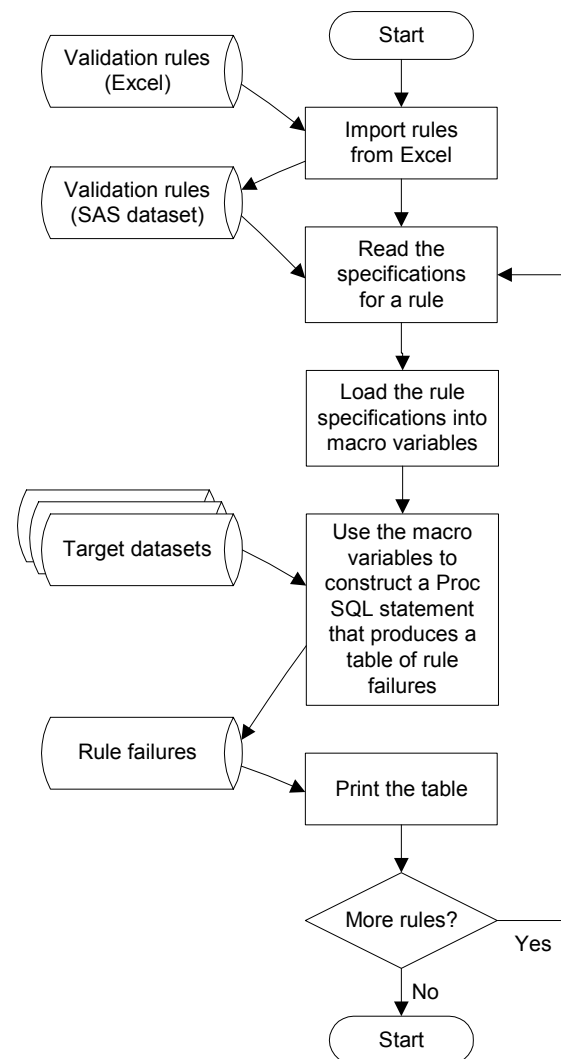 Start
Validation rules
(Excel)
Import rules
from Excel
Validation rules
(SAS dataset)
Read the
specifications
for a rule
Load the rule
specifications into
macro variables
Target datasets
Use the macro
variables to
construct a Proc
SQL statement
that produces a
table of rule
failures
Rule failures
Print the table
More rules?
Yes
No
Start